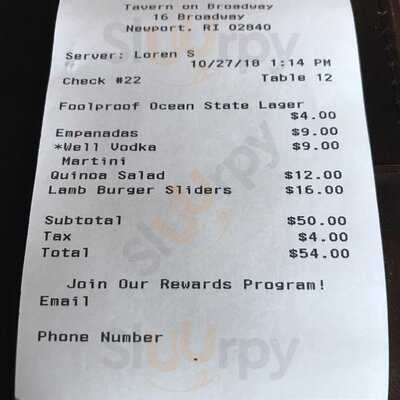 Tavern on Broadway
16 Broadway
Newport, RI 02840
Server: Loren S
10/27/18 1:14 PM
Check #22 Table 12
Foolproof Ocean State Lager
$4.00
Empanadas $9.00
*Well Vodka $9.00
Martini
Quinoa Salad $12.00
Lamb Burger Sliders $16.00
Subtotal $50.00
Tax $4.00
Total $54.00
Join Our Rewards Program!
Email
Phone Number
Sluurpy
Sluurpy
Sluurpy